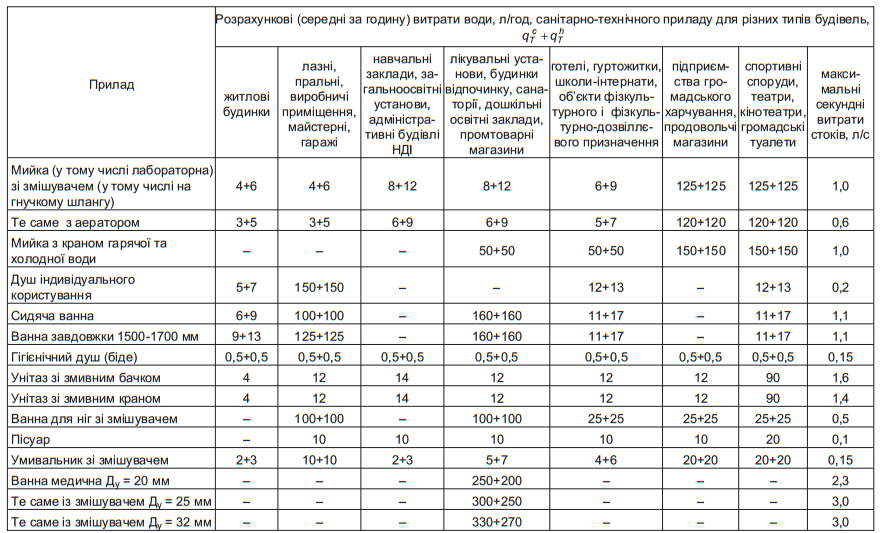 Розрахункові (середні за годину) витрати води, л/год, санітарно-технічного приладу для різних типів будівель,
q_T^c + q_T^h
Прилад
житлові
будинки
лазні,
пральні,
виробничі
приміщення,
майстерні,
гаражі
навчальні
заклади, за-
гальноосвітні
установи,
адміністра-
тивні будівлі
НДІ
лікувальні уста-
нови, будинки
відпочинку, сана-
торії, дошкільні
освітні заклади,
промтоварні
магазини
готелі, гуртожитки,
школи-інтернати,
об'єкти фізкуль-
турного і фізкуль-
турно-дозвіллє-
вого призначення
підприєм-
ства гро-
мадського
харчування,
продовольчі
магазини
спортивні
споруди,
театри,
кінотеатри,
громадські
туалети
макси-
мальні
секундні
витрати
стоків, л/с
Мийка (у тому числі лабораторна)
зі змішувачем (у тому числі на
гнучкому шлангу)
4+6 4+6 8+12 8+12 6+9 125+125 125+125 1,0
Те саме з аератором 3+5 3+5 6+9 6+9 5+7 120+120 120+120 0,6
Мийка з краном гарячої та
холодної води
– – – 50+50 50+50 150+150 150+150 1,0
Душ індивідуального
користування
5+7 150+150 – – 12+13 – 12+13 0,2
Сидяча ванна 6+9 100+100 – 160+160 11+17 – 11+17 1,1
Ванна завдовжки 1500-1700 мм 9+13 125+125 – 160+160 11+17 – 11+17 1,1
Гігієнічний душ (біде) 0,5+0,5 0,5+0,5 0,5+0,5 0,5+0,5 0,5+0,5 0,5+0,5 0,5+0,5 0,15
Унітаз зі змивним бачком 4 12 14 12 12 12 90 1,6
Унітаз зі змивним краном 4 12 14 12 12 12 90 1,4
Ванна для ніг зі змішувачем – 100+100 – 100+100 25+25 25+25 25+25 0,5
Пісуар – 10 10 10 10 10 20 0,1
Умивальник зі змішувачем 2+3 10+10 2+3 5+7 4+6 20+20 20+20 0,15
Ванна медична Ду = 20 мм – – – 250+200 – – – 2,3
Те саме із змішувачем Ду = 25 мм – – – 300+250 – – – 3,0
Те саме із змішувачем Ду = 32 мм – – – 330+270 – – – 3,0